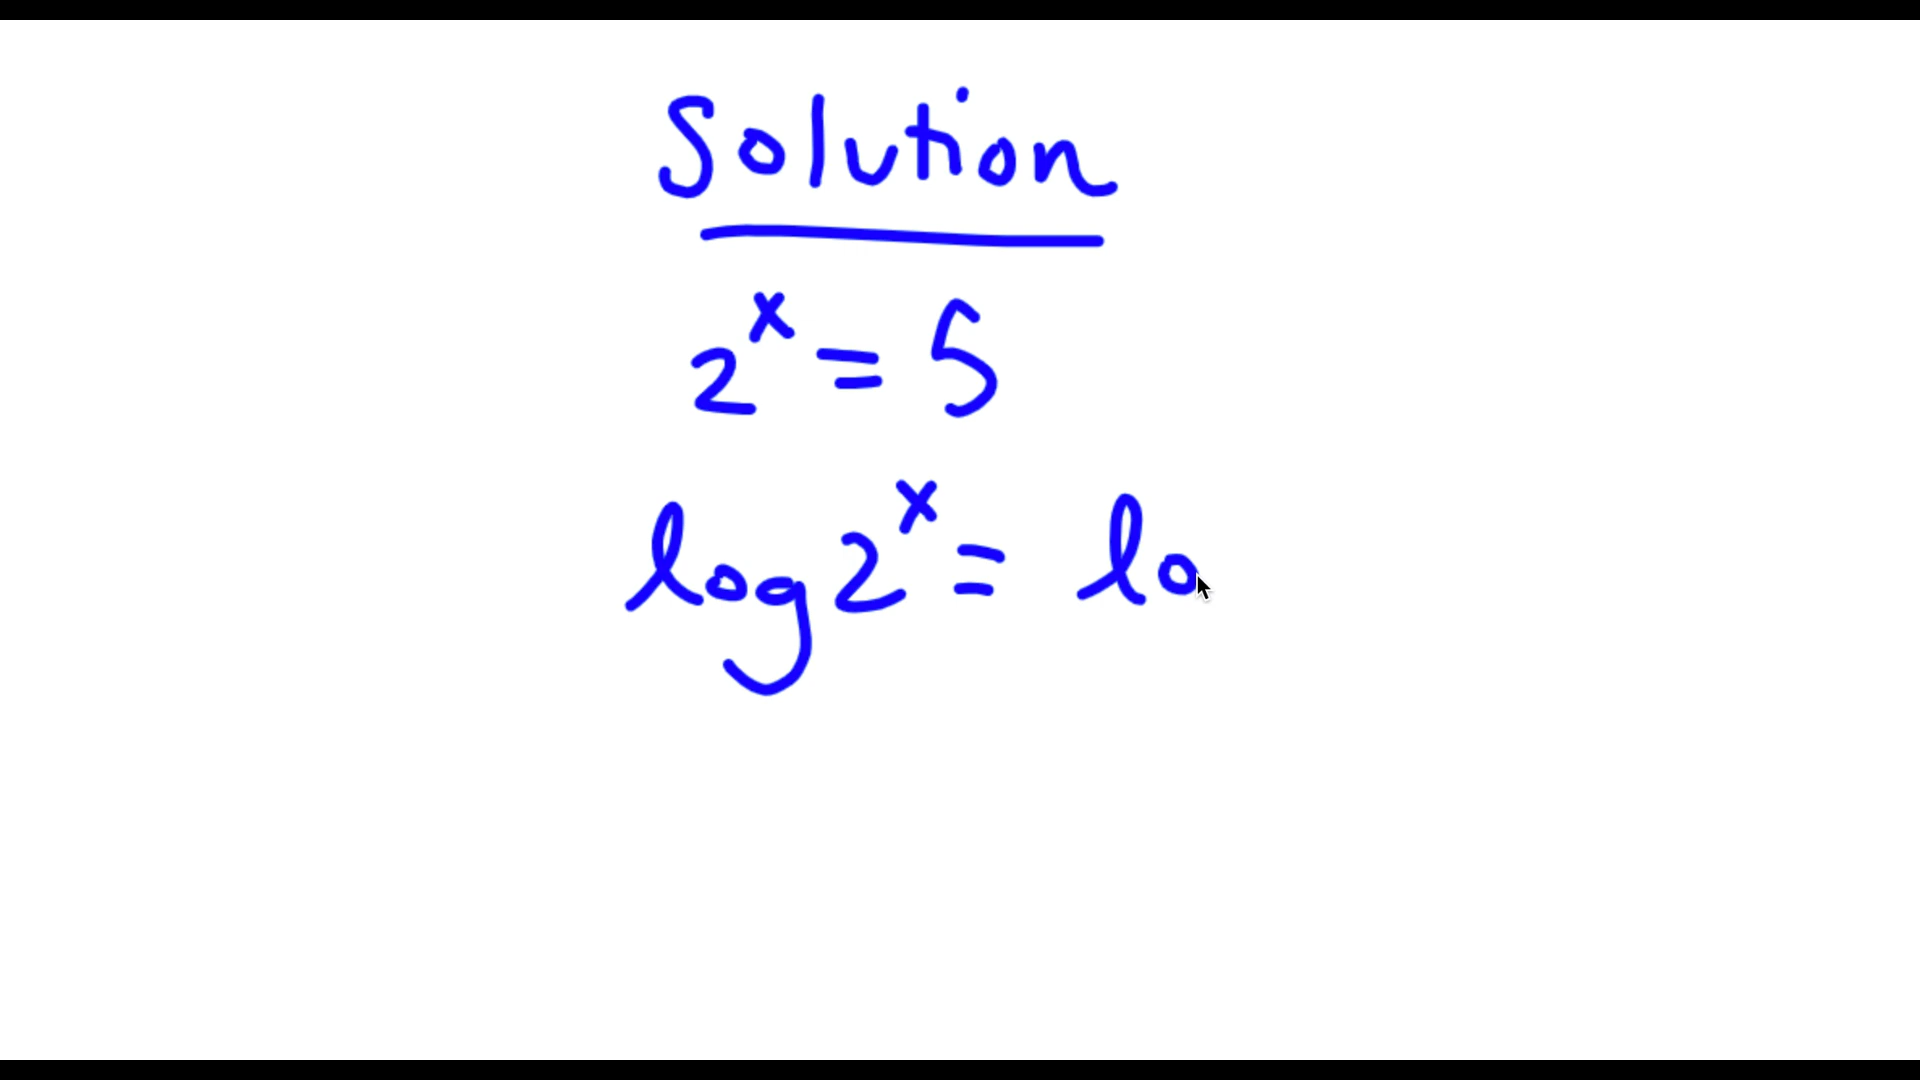 Solution
2^x = 5
log 2^x = lo